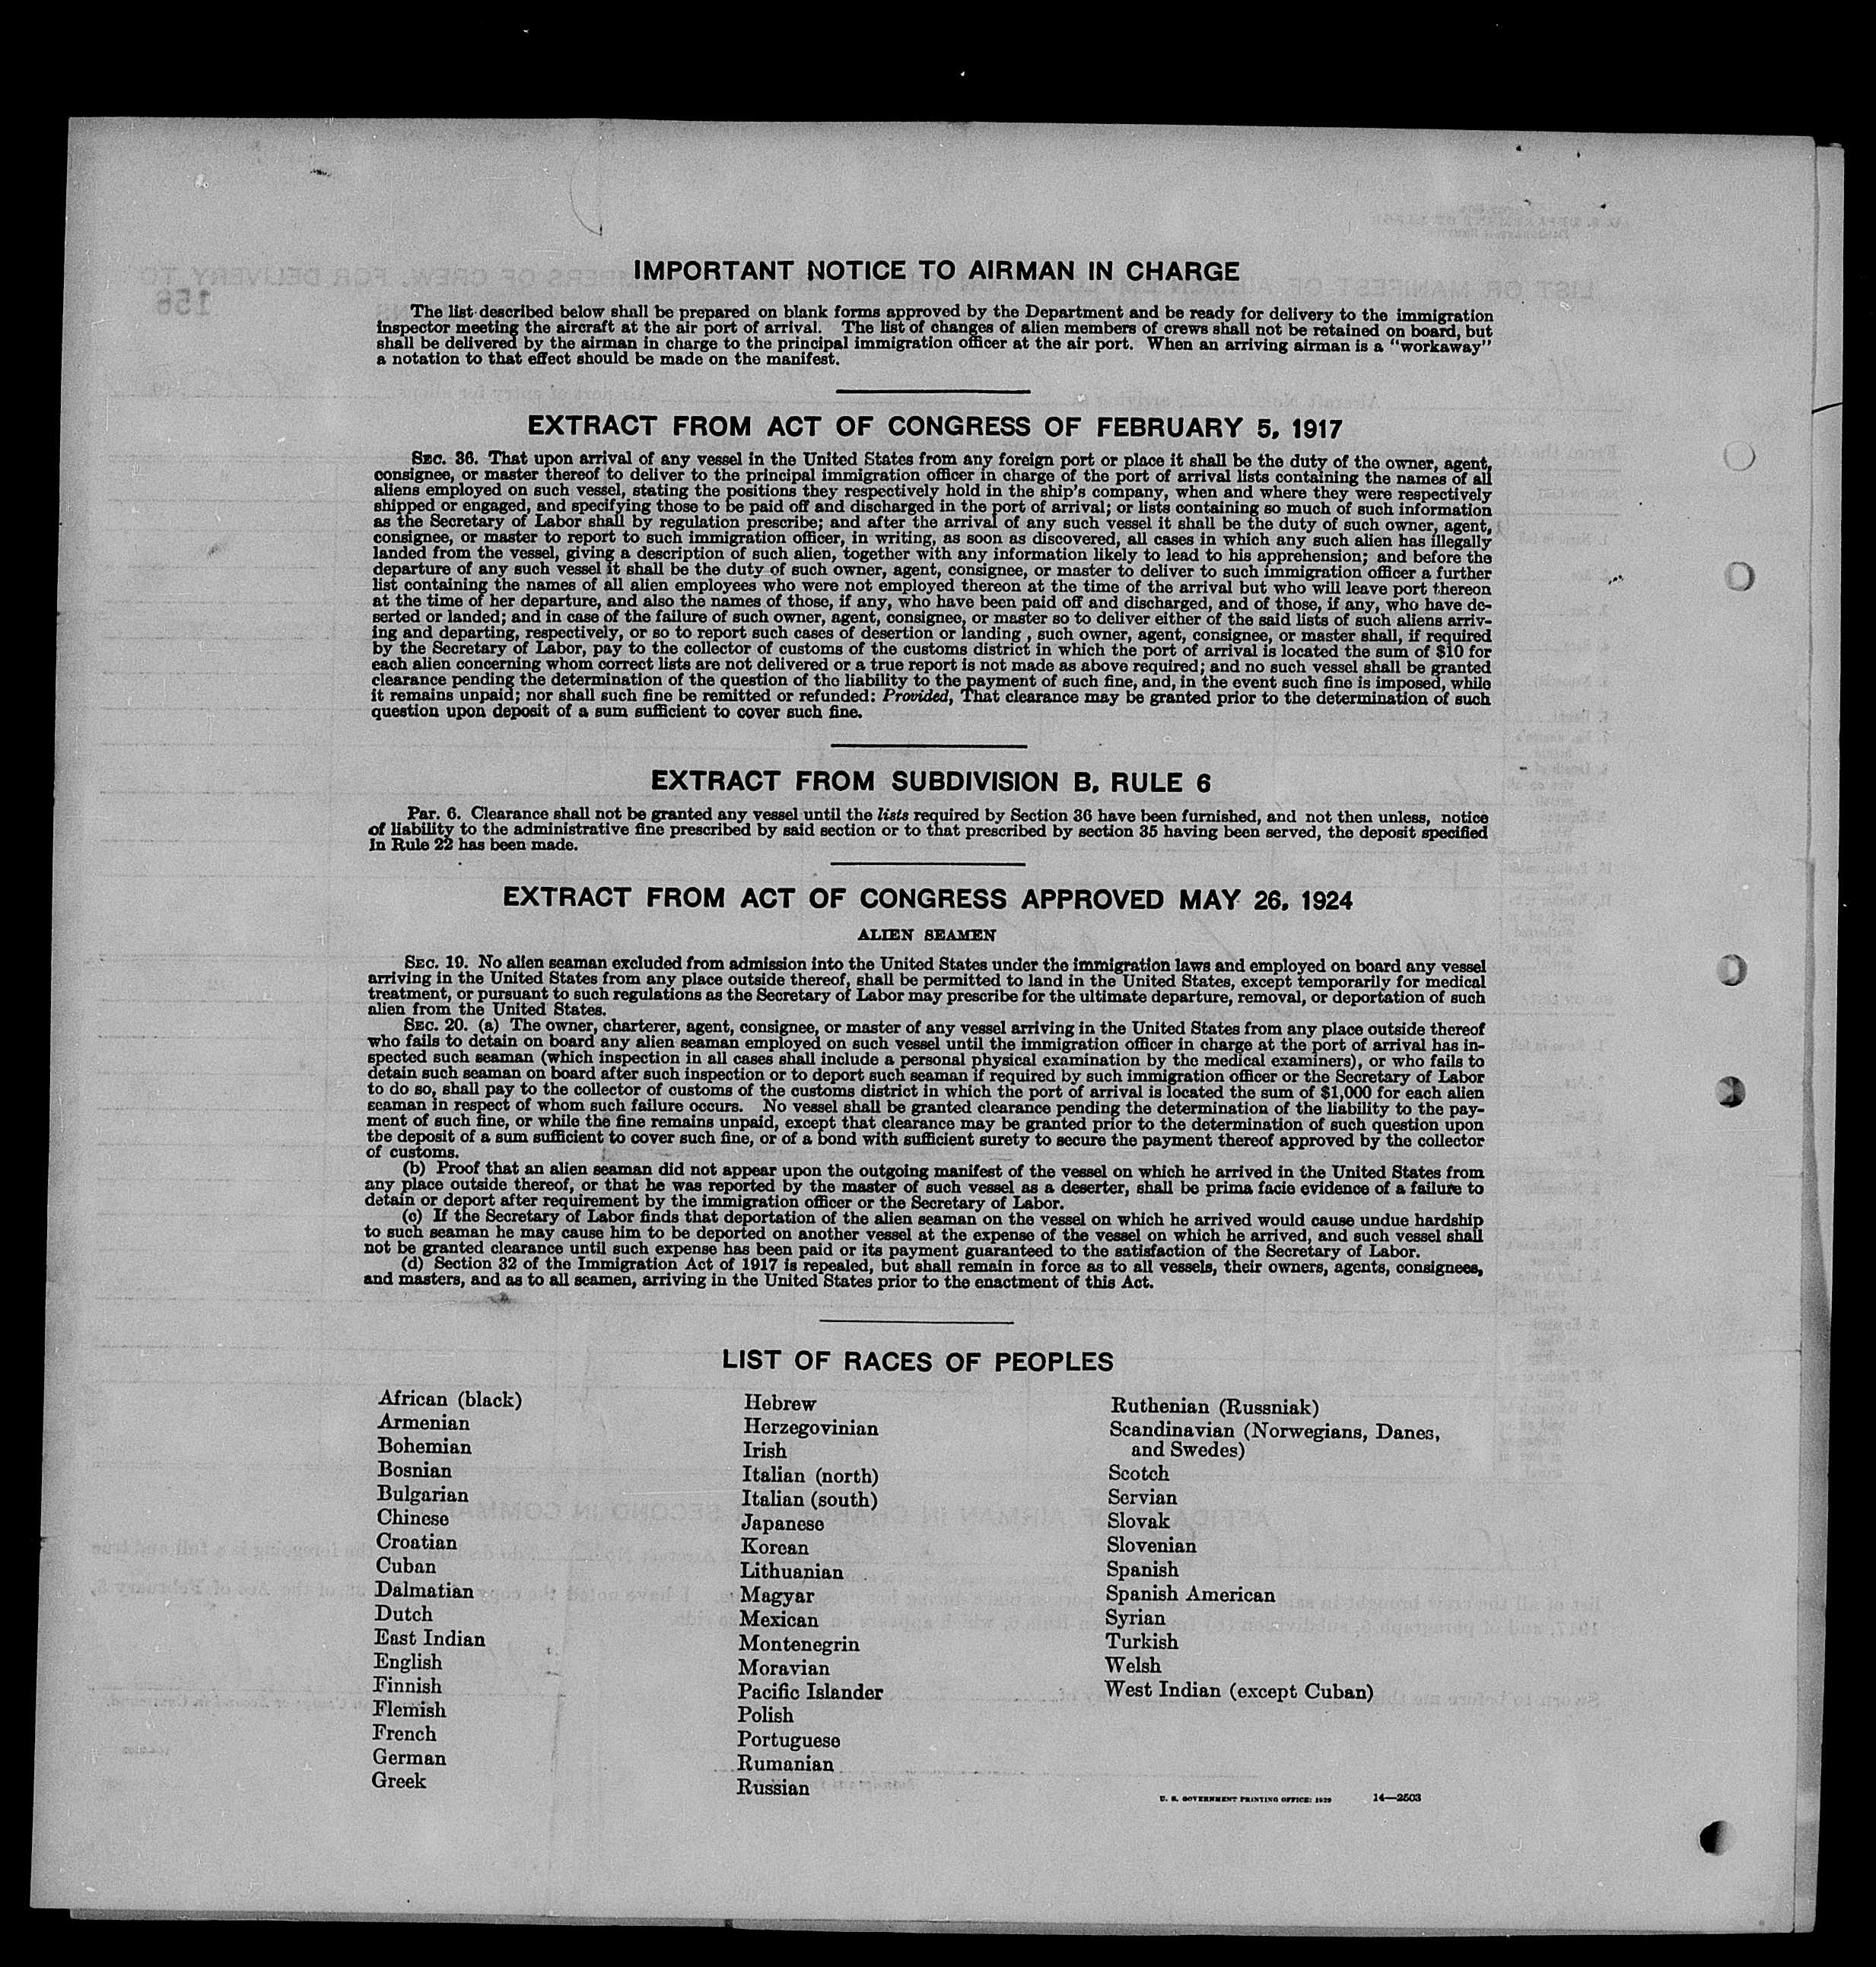 IMPORTANT NOTICE TO AIRMAN IN CHARGE
The list described below shall be prepared on blank forms approved by the Department and be ready for delivery to the immigration
inspector meeting the aircraft at the air port of arrival. The list of changes of alien members of crews shall not be retained on board, but
shall be delivered by the airman in charge to the principal immigration officer at the air port. When an arriving airman is a "workaway"
a notation to that effect should be made on the manifest.
EXTRACT FROM ACT OF CONGRESS OF FEBRUARY 5, 1917
SEC. 36. That upon arrival of any vessel in the United States from any foreign port or place it shall be the duty of the owner, agent,
consignee, or master thereof to deliver to the principal immigration officer in charge of the port of arrival lists containing the names of all
aliens employed on such vessel, stating the positions they respectively hold in the ship's company, when and where they were respectively
shipped or engaged, and specifying those to be paid off and discharged in the port of arrival; or lists containing so much of such information
as the Secretary of Labor shall by regulation prescribe; and after the arrival of any such vessel it shall be the duty of such owner, agent,
consignee, or master to report to such immigration officer, in writing, as soon as discovered, all cases in which any such alien has illegally
landed from the vessel, giving a description of such alien, together with any information likely to lead to his apprehension; and before the
departure of any such vessel it shall be the duty of such owner, agent, consignee, or master to deliver to such immigration officer a further
list containing the names of all alien employees who were not employed thereon at the time of the arrival but who will leave port thereon
at the time of her departure, and also the names of those, if any, who have been paid off and discharged, and of those, if any, who have de-
serted or landed; and in case of the failure of such owner, agent, consignee, or master so to deliver either of the said lists of such aliens arriv-
ing and departing, respectively, or so to report such cases of desertion or landing , such owner, agent, consignee, or master shall, if required
by the Secretary of Labor, pay to the collector of customs of the customs district in which the port of arrival is located the sum of $10 for
each alien concerning whom correct lists are not delivered or a true report is not made as above required; and no such vessel shall be granted
clearance pending the determination of the question of the liability to the payment of such fine, and, in the event such fine is imposed, while
it remains unpaid; nor shall such fine be remitted or refunded: Provided, That clearance may be granted prior to the determination of such
question upon deposit of a sum sufficient to cover such fine.
EXTRACT FROM SUBDIVISION B, RULE 6
Par. 6. Clearance shall not be granted any vessel until the lists required by Section 36 have been furnished, and not then unless, notice
of liability to the administrative fine prescribed by said section or to that prescribed by section 35 having been served, the deposit specified
in Rule 22 has been made.
EXTRACT FROM ACT OF CONGRESS APPROVED MAY 26, 1924
ALIEN SEAMEN
SEC. 19. No alien seaman excluded from admission into the United States under the immigration laws and employed on board any vessel
arriving in the United States from any place outside thereof, shall be permitted to land in the United States, except temporarily for medical
treatment, or pursuant to such regulations as the Secretary of Labor may prescribe for the ultimate departure, removal, or deportation of such
alien from the United States.
SEC. 20. (a) The owner, charterer, agent, consignee, or master of any vessel arriving in the United States from any place outside thereof
who fails to detain on board any alien seaman employed on such vessel until the immigration officer in charge at the port of arrival has in-
spected such seaman (which inspection in all cases shall include a personal physical examination by the medical examiners), or who fails to
detain such seaman on board after such inspection or to deport such seaman if required by such immigration officer or the Secretary of Labor
to do so, shall pay to the collector of customs of the customs district in which the port of arrival is located the sum of $1,000 for each alien
seaman in respect of whom such failure occurs. No vessel shall be granted clearance pending the determination of the liability to the pay-
ment of such fine, or while the fine remains unpaid, except that clearance may be granted prior to the determination of such question upon
the deposit of a sum sufficient to cover such fine, or of a bond with sufficient surety to secure the payment thereof approved by the collector
of customs.
(b) Proof that an alien seaman did not appear upon the outgoing manifest of the vessel on which he arrived in the United States from
any place outside thereof, or that he was reported by the master of such vessel as a deserter, shall be prima facie evidence of a failure to
detain or deport after requirement by the immigration officer or the Secretary of Labor.
(c) If the Secretary of Labor finds that deportation of the alien seaman on the vessel on which he arrived would cause undue hardship
to such seaman he may cause him to be deported on another vessel at the expense of the vessel on which he arrived, and such vessel shall
not be granted clearance until such expense has been paid or its payment guaranteed to the satisfaction of the Secretary of Labor.
(d) Section 32 of the Immigration Act of 1917 is repealed, but shall remain in force as to all vessels, their owners, agents, consignees,
and masters, and as to all seamen, arriving in the United States prior to the enactment of this Act.
LIST OF RACES OF PEOPLES
African (black)
Armenian
Bohemian
Bosnian
Bulgarian
Chinese
Croatian
Cuban
Dalmatian
Dutch
East Indian
English
Finnish
Flemish
French
German
Greek
Hebrew
Herzegovinian
Irish
Italian (north)
Italian (south)
Japanese
Korean
Lithuanian
Magyar
Mexican
Montenegrin
Moravian
Pacific Islander
Polish
Portuguese
Rumanian
Russian
Ruthenian (Russniak)
Scandinavian (Norwegians, Danes,
and Swedes)
Scotch
Servian
Slovak
Slovenian
Spanish
Spanish American
Syrian
Turkish
Welsh
West Indian (except Cuban)
U. S. GOVERNMENT PRINTING OFFICE: 1929 14—2503